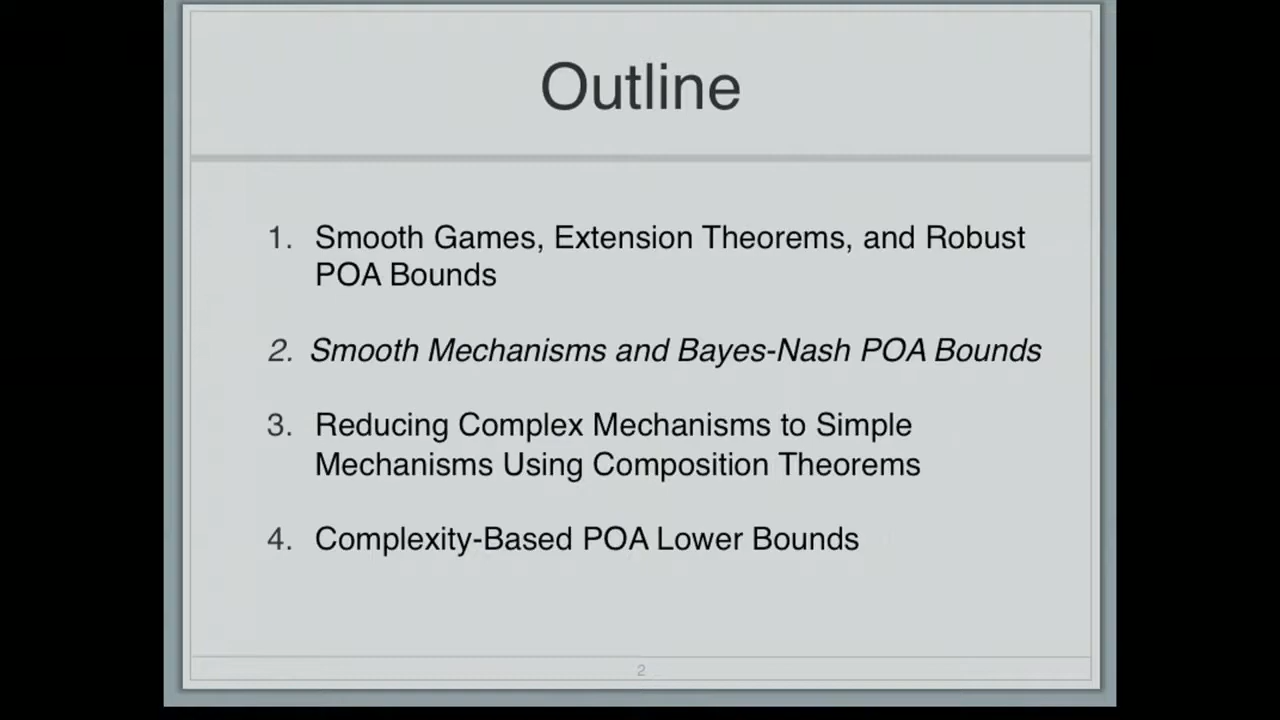 Outline
1. Smooth Games, Extension Theorems, and Robust
POA Bounds
2. Smooth Mechanisms and Bayes-Nash POA Bounds
3. Reducing Complex Mechanisms to Simple
Mechanisms Using Composition Theorems
4. Complexity-Based POA Lower Bounds
2